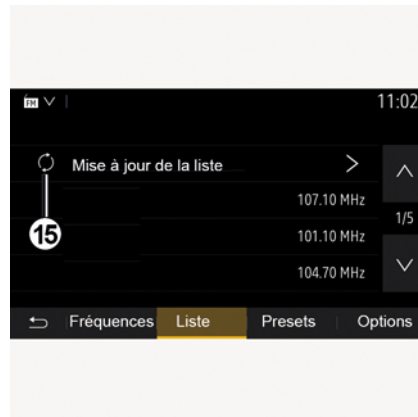 FM 11:02
Mise à jour de la liste
107.10 MHz
1/5
15
101.10 MHz
104.70 MHz
Fréquences Liste Presets Options